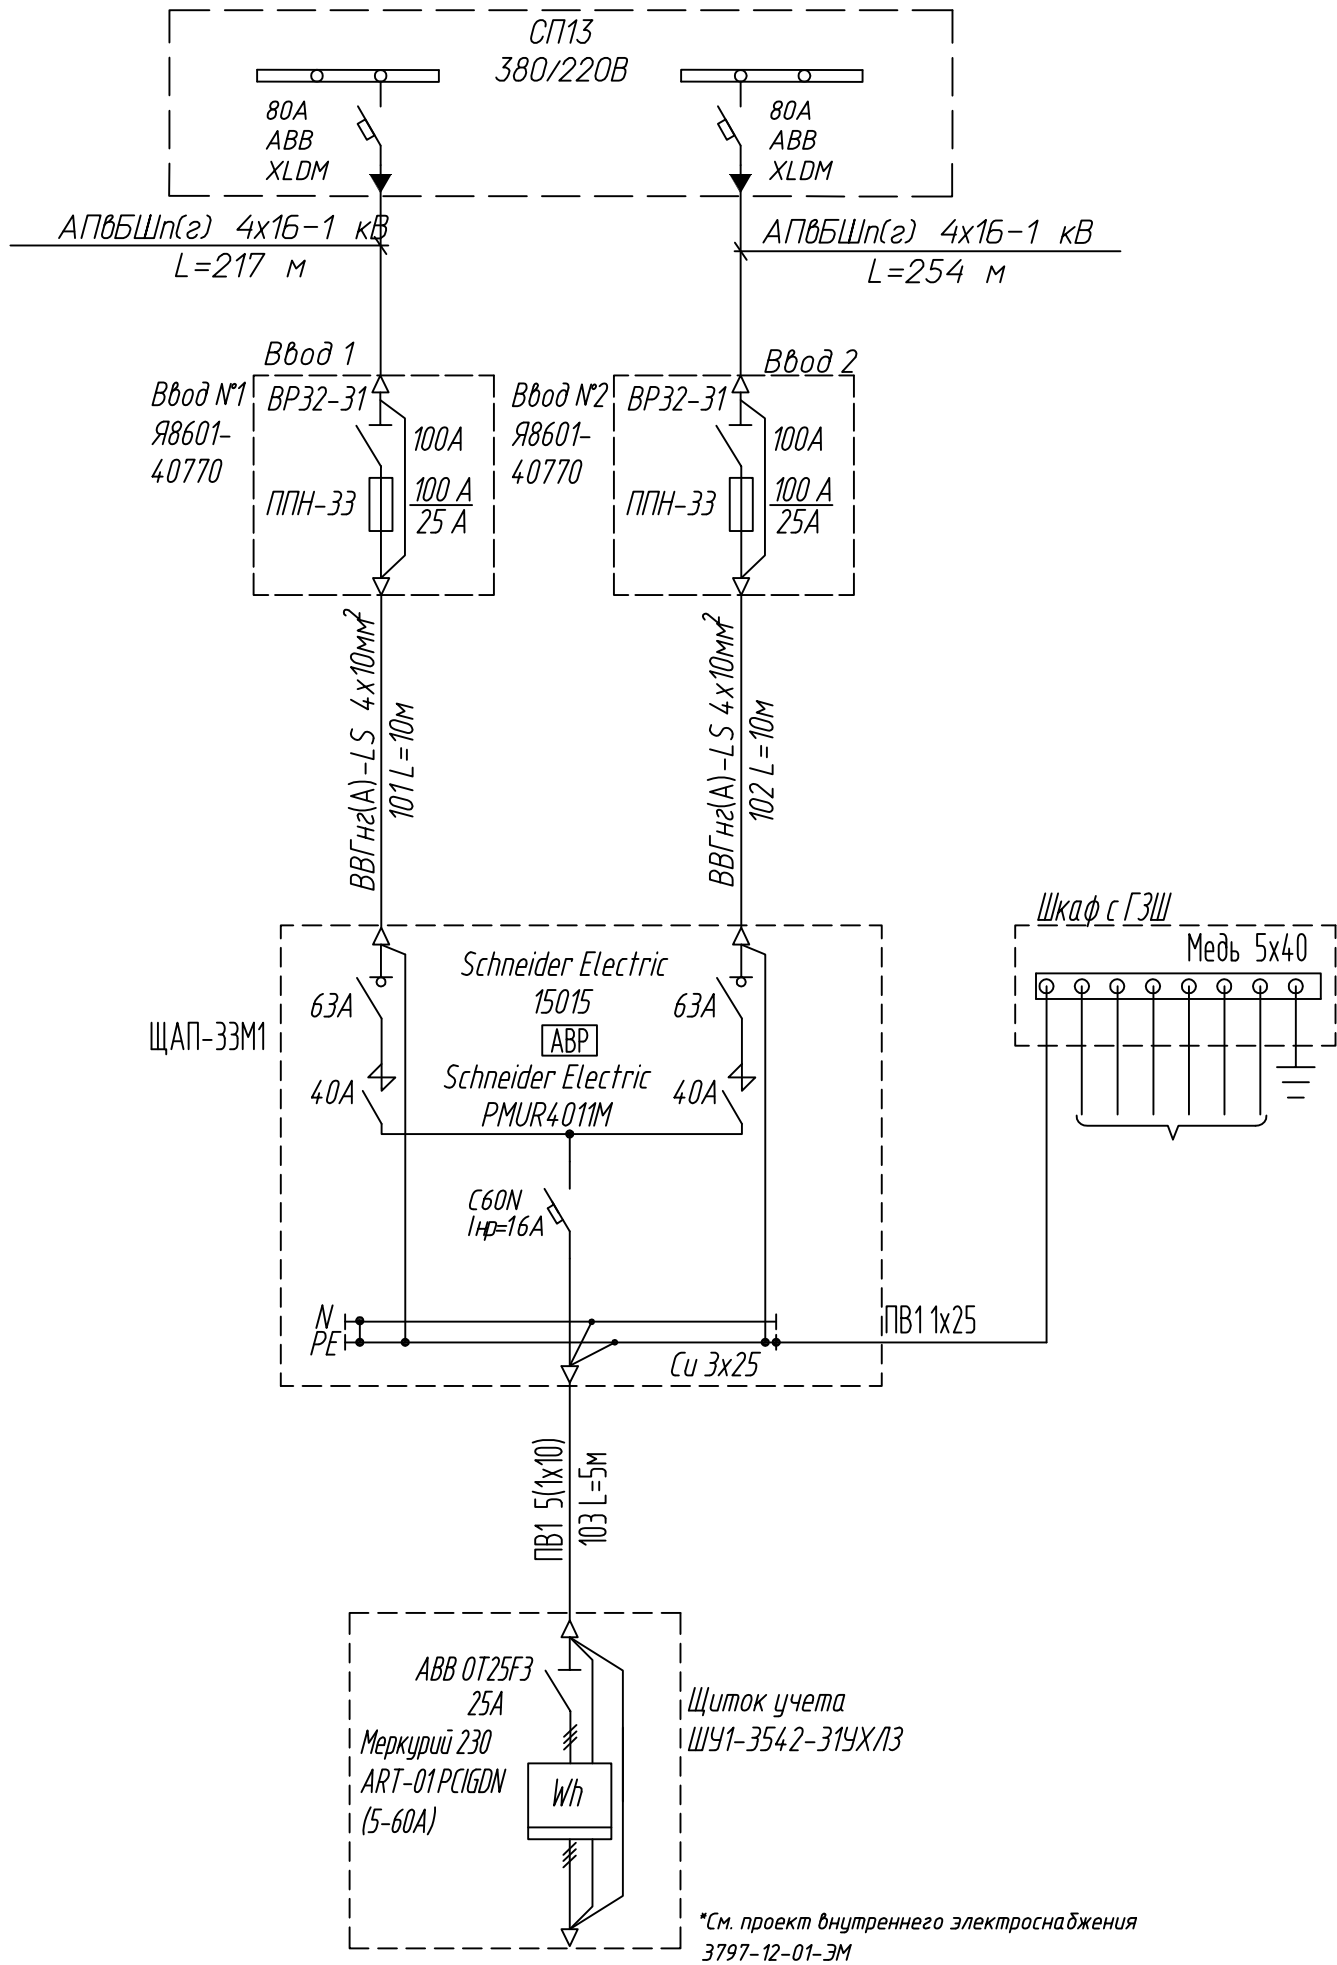 СП13
380/220В
80А
АВВ
XLDM
80А
АВВ
XLDM
АПвБШп(г) 4х16-1 кВ
L=217 м
АПвБШп(г) 4х16-1 кВ
L=254 м
Ввод 1
Ввод 2
Ввод №1
Я8601-
40770
ВР32-31
100А
ППН-33
100 А
25 А
Ввод №2
Я8601-
40770
ВР32-31
100А
ППН-33
100 А
25А
ВВГнг(А)-LS 4х10мм²
101 L=10м
ВВГнг(А)-LS 4х10мм²
102 L=10м
Шкаф с ГЗШ
Медь 5х40
ЩАП-33М1
Schneider Electric
15015
АВР
Schneider Electric
PMUR4011M
63А
40А
63А
40А
C60N
Iнр=16А
N
PE
Си 3х25
ПВ1 1х25
ПВ1 5(1х10)
103 L=5м
АВВ OT25F3
25А
Меркурий 230
ART-01 PCIGDN
(5-60А)
Wh
Щиток учета
ШУ1-3542-31УХЛ3
*См. проект внутреннего электроснабжения
3797-12-01-ЭМ